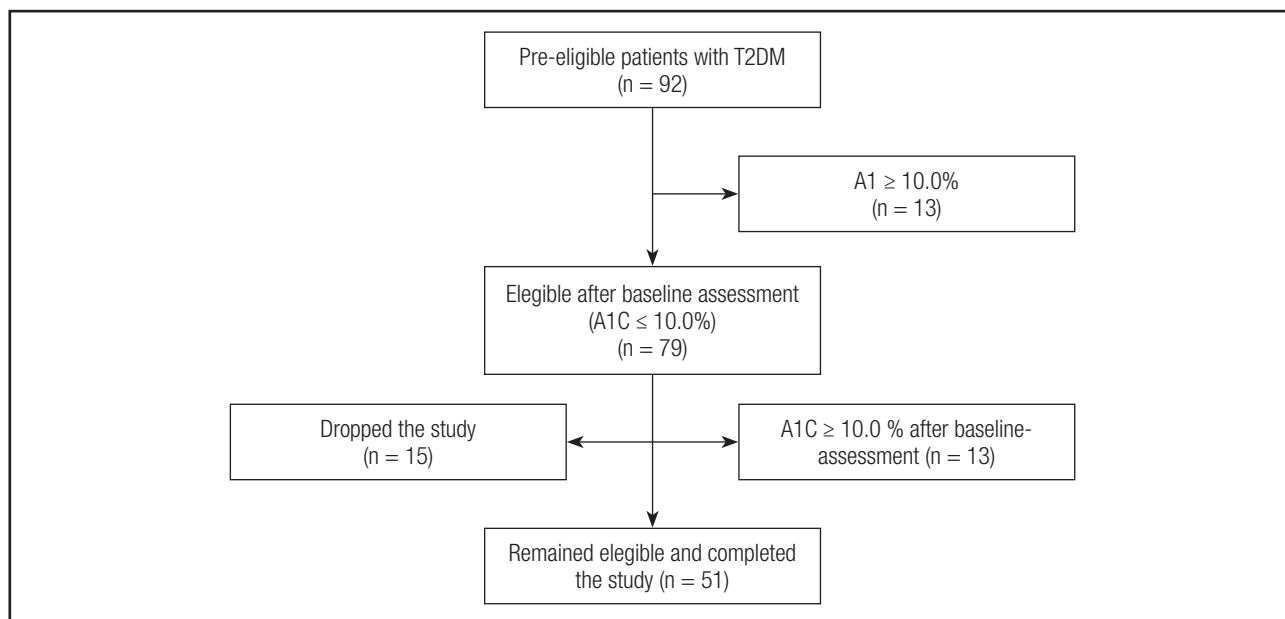 Pre-eligible patients with T2DM
(n = 92)
A1 ≥ 10.0%
(n = 13)
Elegible after baseline assessment
(A1C ≤ 10.0%)
(n = 79)
Dropped the study
(n = 15)
A1C ≥ 10.0 % after baseline-
assessment (n = 13)
Remained elegible and completed
the study (n = 51)